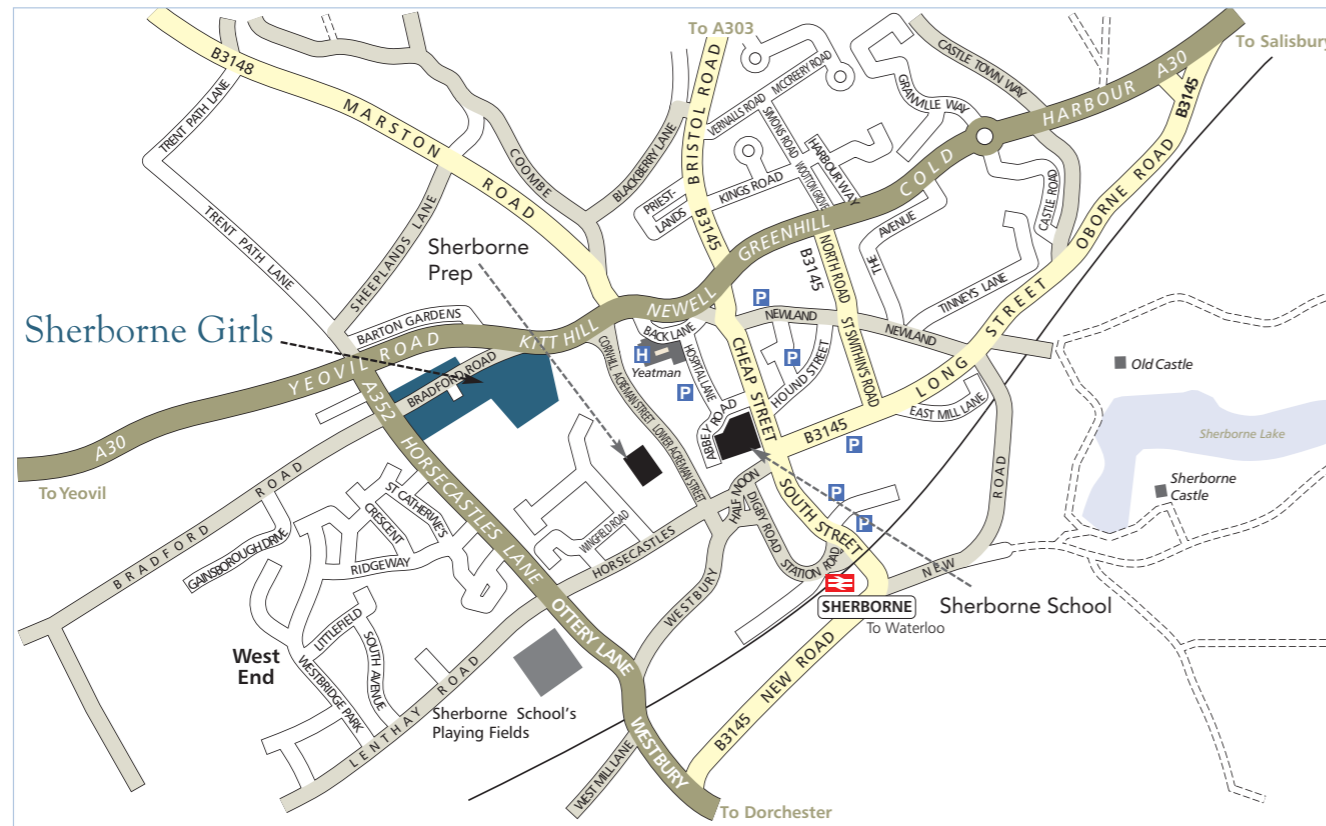 To A303
To Salisbury
B3148
MARSTON
ROAD
TRENT PATH LANE
TRENT PATH LANE
SHEEPLANDS LANE
COOMBE
BLACKBERRY LANE
BRISTOL ROAD
B3145
VERNALLS ROAD
MCCREERY ROAD
SIMONS ROAD
WOOTTON GROVE
HARBOUR WAY
KINGS ROAD
PRIEST-
LANDS
CASTLE TOWN WAY
GRANVILLE WAY
COLD
HARBOUR
A30
B3145
CASTLE ROAD
OBORNE ROAD
THE
AVENUE
TINNEYS LANE
NORTH ROAD
B3145
GREENHILL
NEWELL
KITT HILL
YEOVIL
ROAD
A30
To Yeovil
Sherborne
Prep
Sherborne Girls
BARTON GARDENS
BRADFORD ROAD
A352
HORSECASTLES LANE
OTTERY LANE
WESTBURY
To Dorchester
CORNHILL
ACREMAN STREET
LOWER ACREMAN STREET
BACK LANE
H
Yeatman
HOSPITAL LANE
ABBEY ROAD
P
P
P
P
P
P
NEWLAND
NEWLAND
CHEAP STREET
HOUND STREET
ST SWITHIN'S ROAD
LONG
STREET
EAST MILL LANE
B3145
Old Castle
Sherborne Lake
Sherborne
Castle
BRADFORD
ROAD
GAINSBOROUGH DRIVE
ST CATHERINE'S
CRESCENT
RIDGEWAY
WINGFIELD ROAD
HORSECASTLES
HALF MOON
DIGBY ROAD
STATION ROAD
SOUTH STREET
WESTBURY
NEW
ROAD
SHERBORNE
To Waterloo
Sherborne School
LITTLEFIELD
SOUTH AVENUE
WESTBRIDGE PARK
West
End
LENTHAY
ROAD
Sherborne School's
Playing Fields
WEST MILL LANE
B3145
NEW ROAD